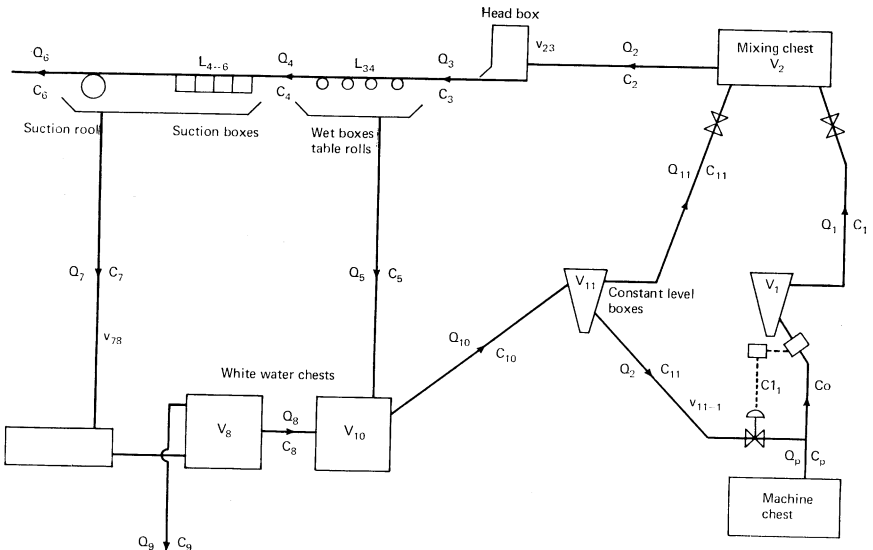 Head box
Q6
L4--6
Q4
L34
Q3
v23
Q2
Mixing chest
V2
C6
C4
C3
C2
Suction rook
Suction boxes
Wet boxes
table rolls
Q11
C11
Q1
C1
Q7
C7
Q5
C5
V11
Constant level
boxes
V1
v78
Q10
C10
White water chests
Q2
C11
C11
Co
v11-1
V8
Q8
C8
V10
Qp
Cp
Machine
chest
Q9
C9